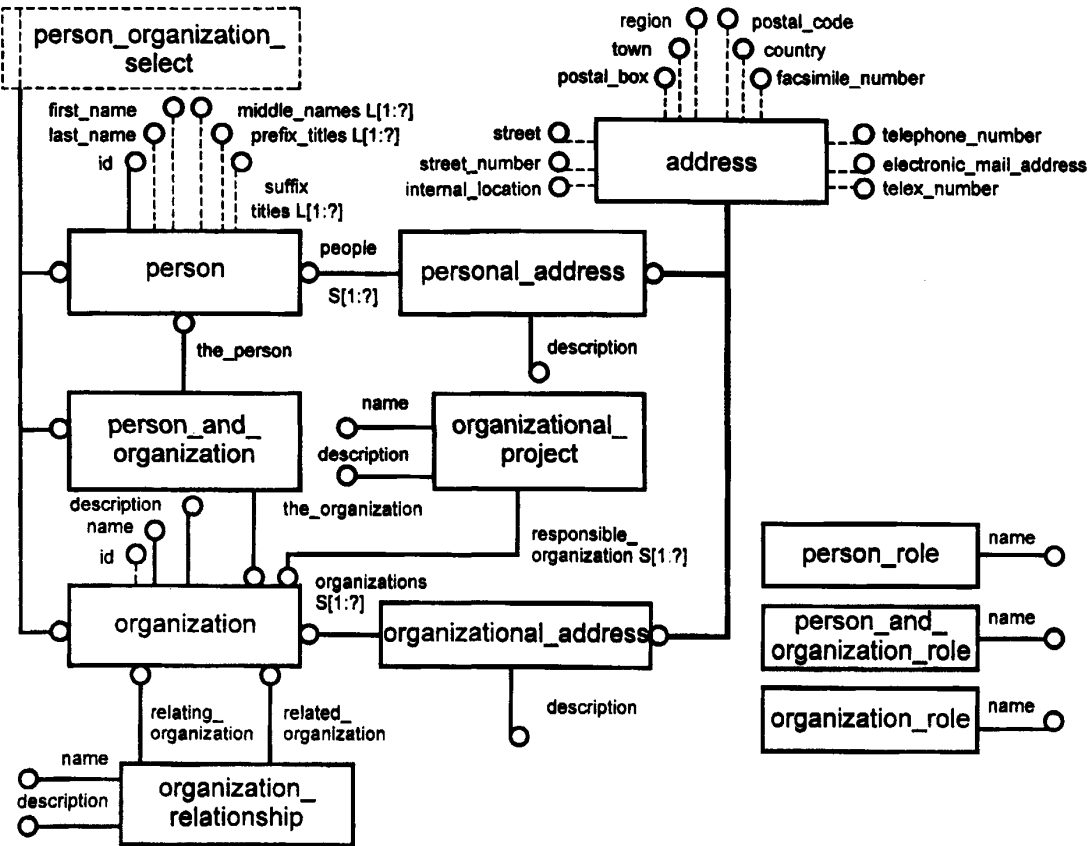 person_organization_
select
region
postal_code
town
country
postal_box
facsimile_number
first_name
middle_names L[1:?]
last_name
prefix_titles L[1:?]
id
suffix
titles L[1:?]
street
street_number
internal_location
address
telephone_number
electronic_mail_address
telex_number
person
people
S[1:?]
personal_address
the_person
description
person_and_
organization
name
description
organizational_
project
description
name
id
the_organization
responsible_
organization S[1.?]
organization
organizations
S[1:?]
organizational_address
description
person_role
name
person_and_
organization_role
name
organization_role
name
relating_
organization
related_
organization
name
description
organization_
relationship